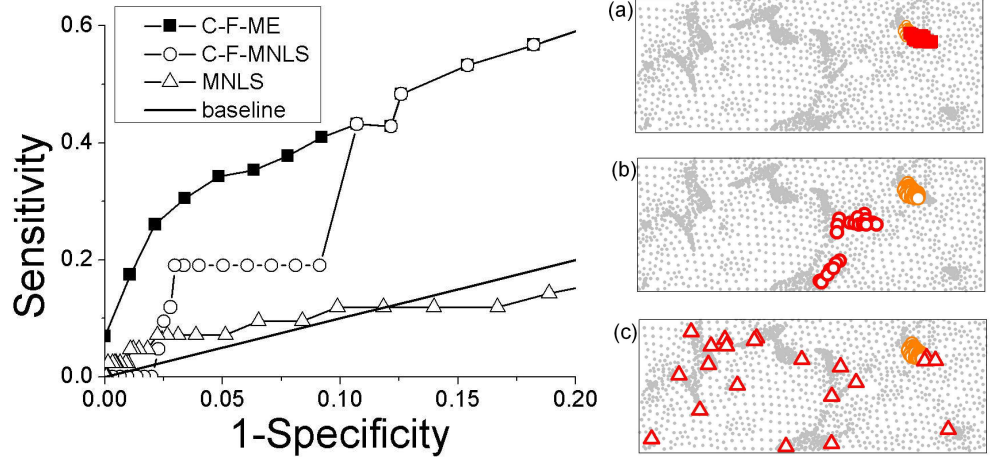 0.6
0.4
0.2
0.0
Sensitivity
C-F-ME
C-F-MNLS
MNLS
baseline
0.00 0.05 0.10 0.15 0.20
1-Specificity
(a)
(b)
(c)